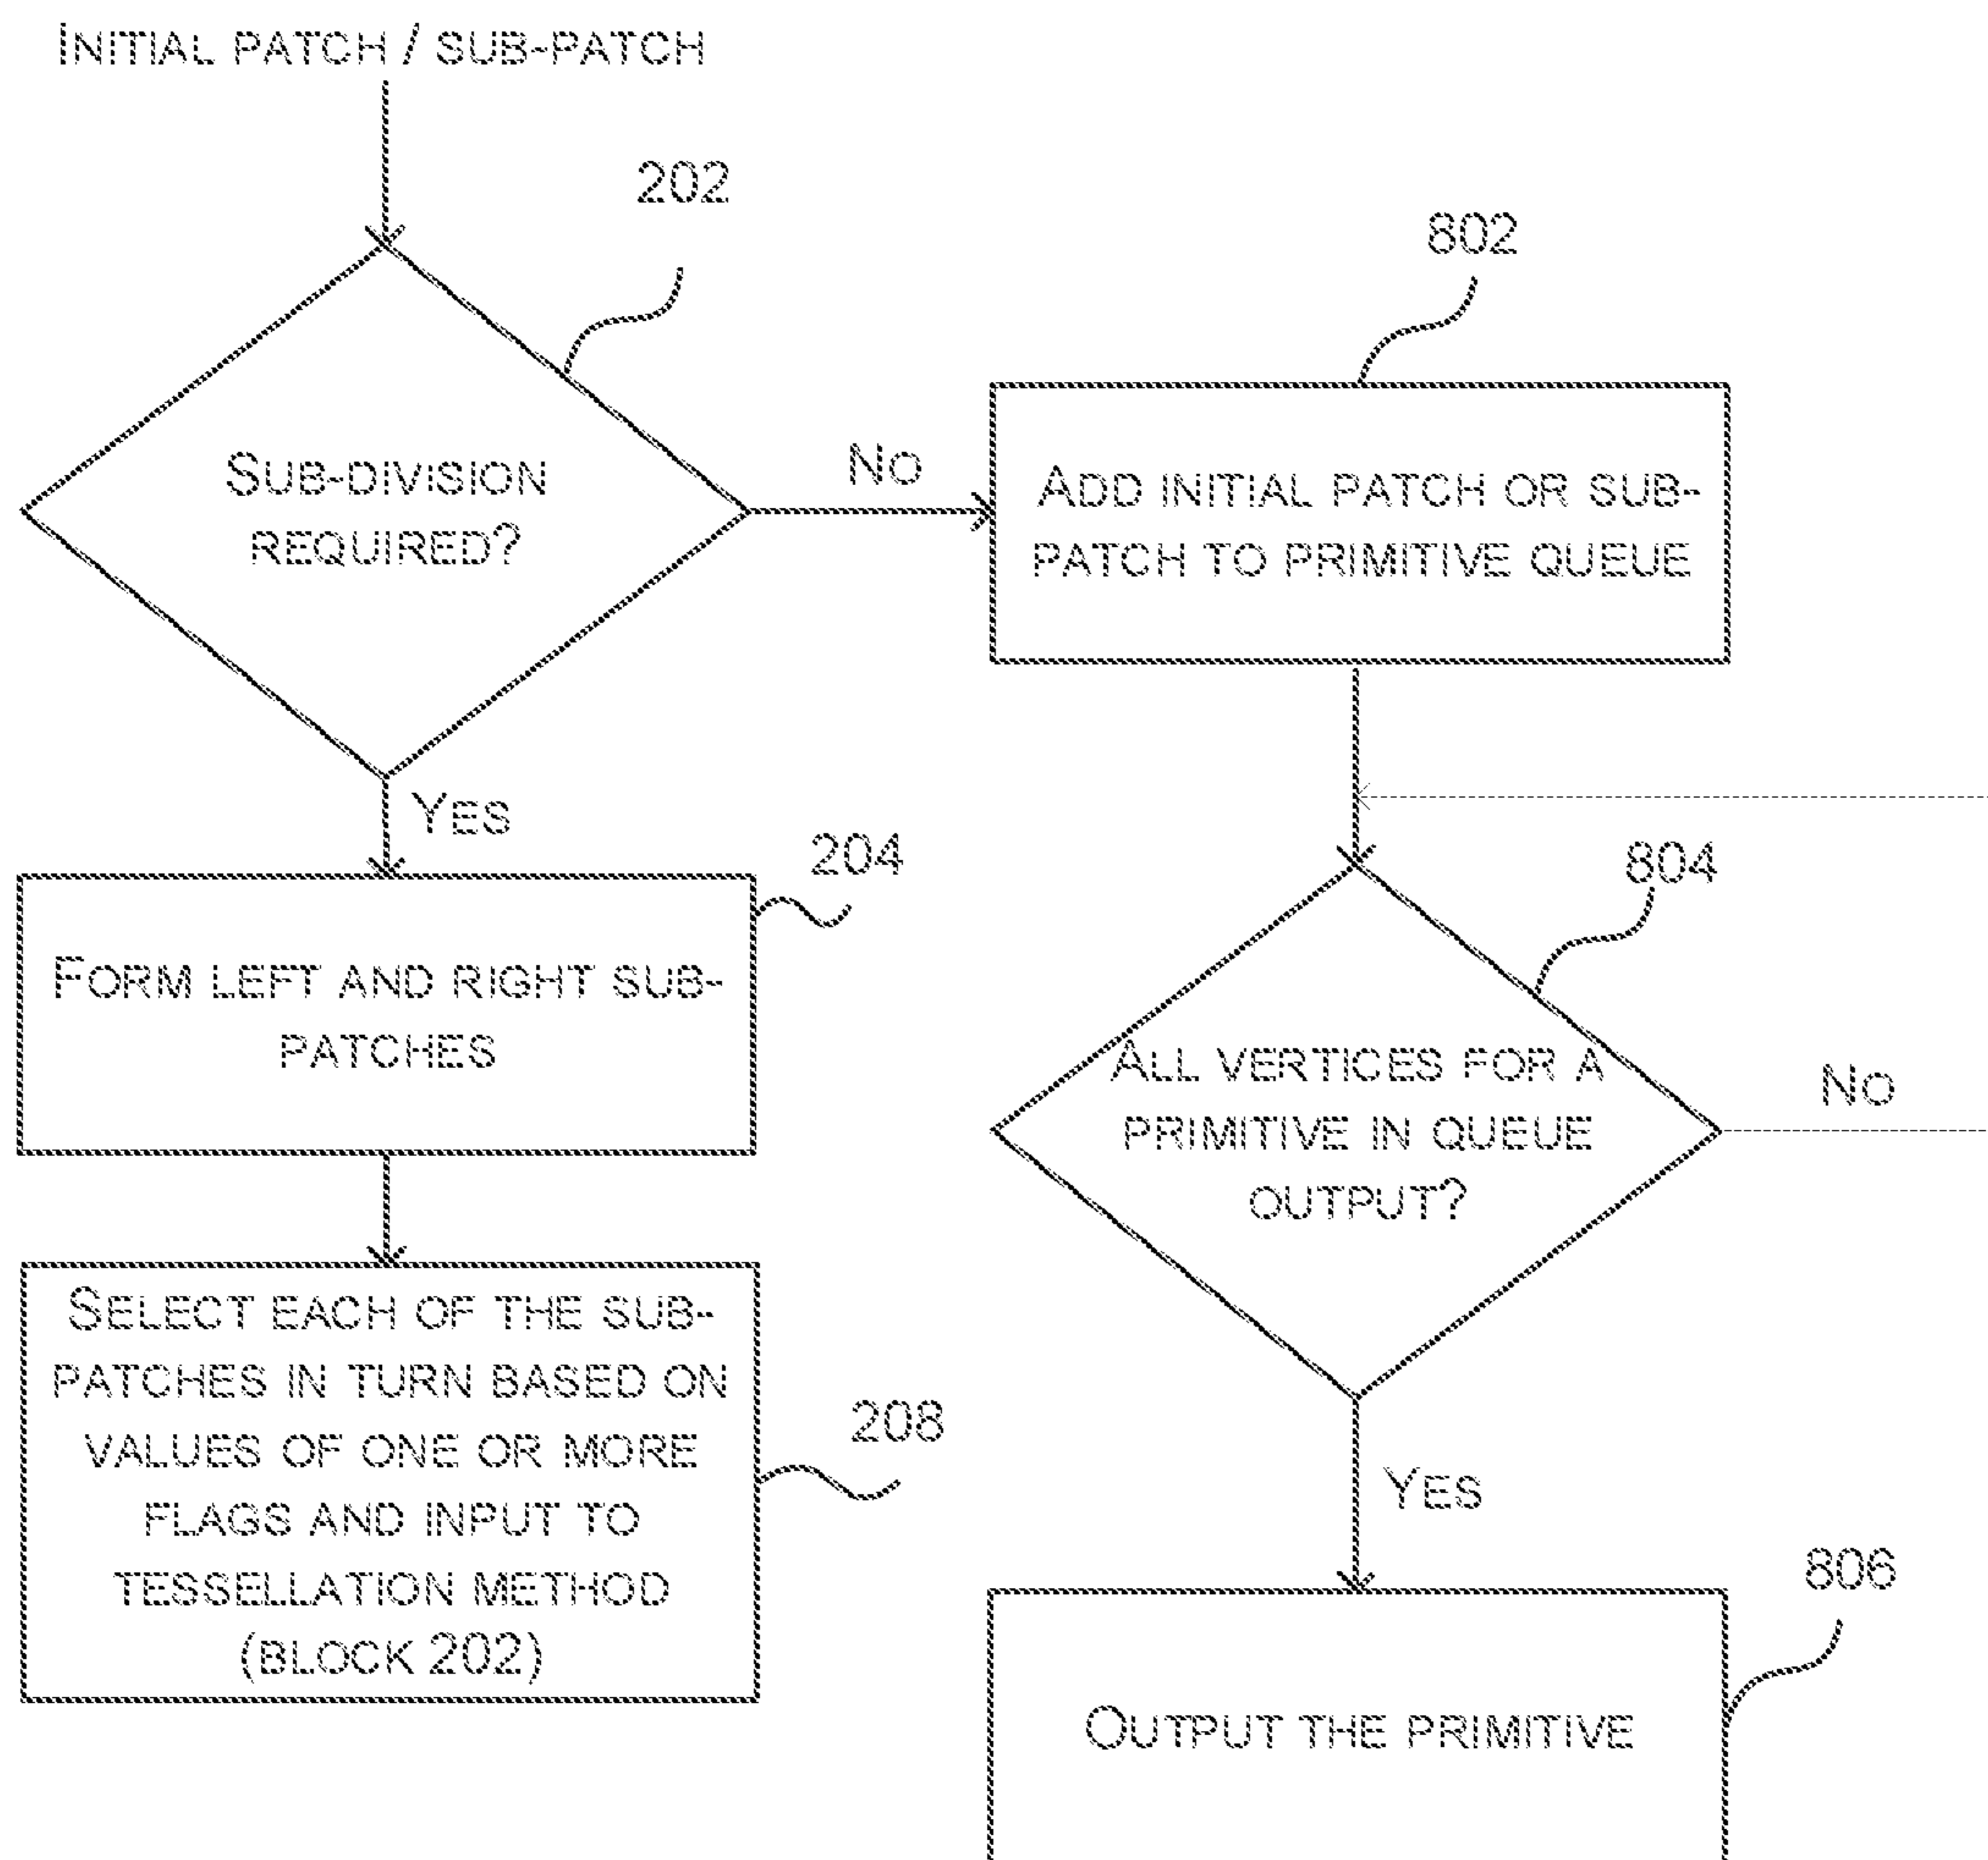 INITIAL PATCH / SUB-PATCH
202
SUB-DIVISION
REQUIRED?
NO
802
ADD INITIAL PATCH OR SUB-
PATCH TO PRIMITIVE QUEUE
YES
204
FORM LEFT AND RIGHT SUB-
PATCHES
804
ALL VERTICES FOR A
PRIMITIVE IN QUEUE
OUTPUT?
NO
SELECT EACH OF THE SUB-
PATCHES IN TURN BASED ON
VALUES OF ONE OR MORE
FLAGS AND INPUT TO
TESSELLATION METHOD
(BLOCK 202)
208
YES
806
OUTPUT THE PRIMITIVE